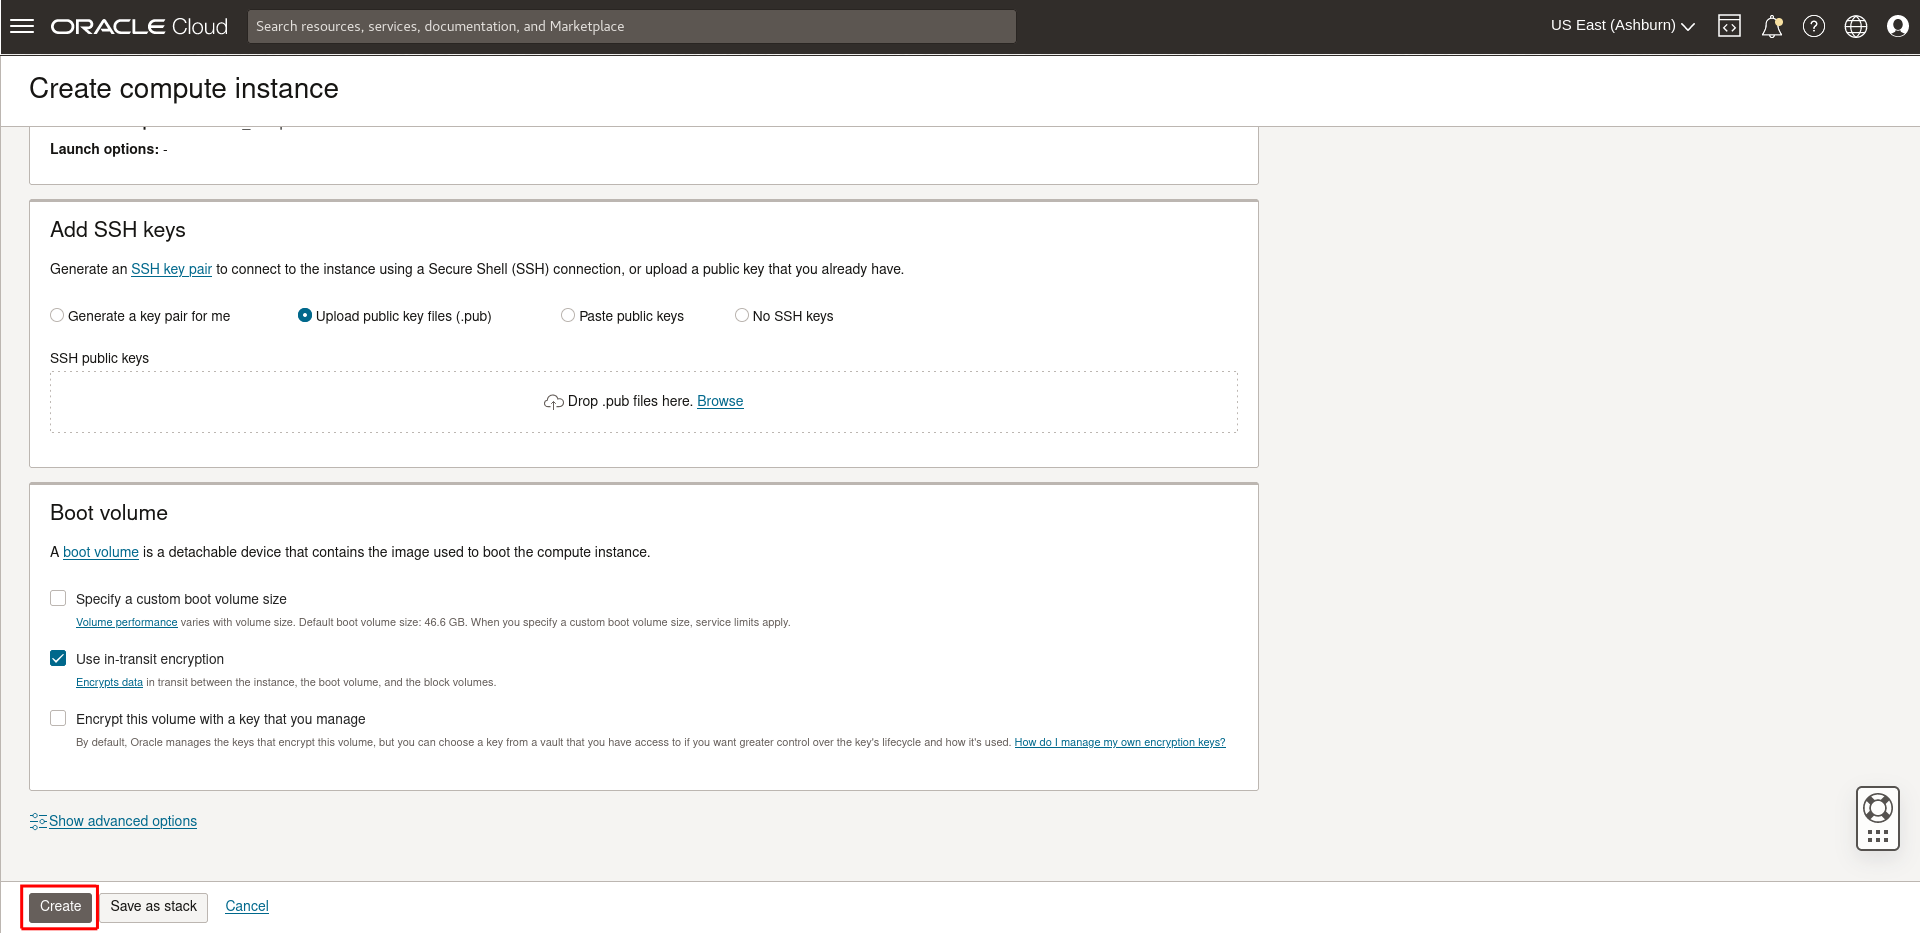 ORACLE Cloud
Search resources, services, documentation, and Marketplace
US East (Ashburn)
Create compute instance
Launch options: -
Add SSH keys
Generate an SSH key pair to connect to the instance using a Secure Shell (SSH) connection, or upload a public key that you already have.
Generate a key pair for me
Upload public key files (.pub)
Paste public keys
No SSH keys
SSH public keys
Drop .pub files here. Browse
Boot volume
A boot volume is a detachable device that contains the image used to boot the compute instance.
Specify a custom boot volume size
Volume performance varies with volume size. Default boot volume size: 46.6 GB. When you specify a custom boot volume size, service limits apply.
Use in-transit encryption
Encrypts data in transit between the instance, the boot volume, and the block volumes.
Encrypt this volume with a key that you manage
By default, Oracle manages the keys that encrypt this volume, but you can choose a key from a vault that you have access to if you want greater control over the key's lifecycle and how it's used. How do I manage my own encryption keys?
Show advanced options
Create
Save as stack
Cancel